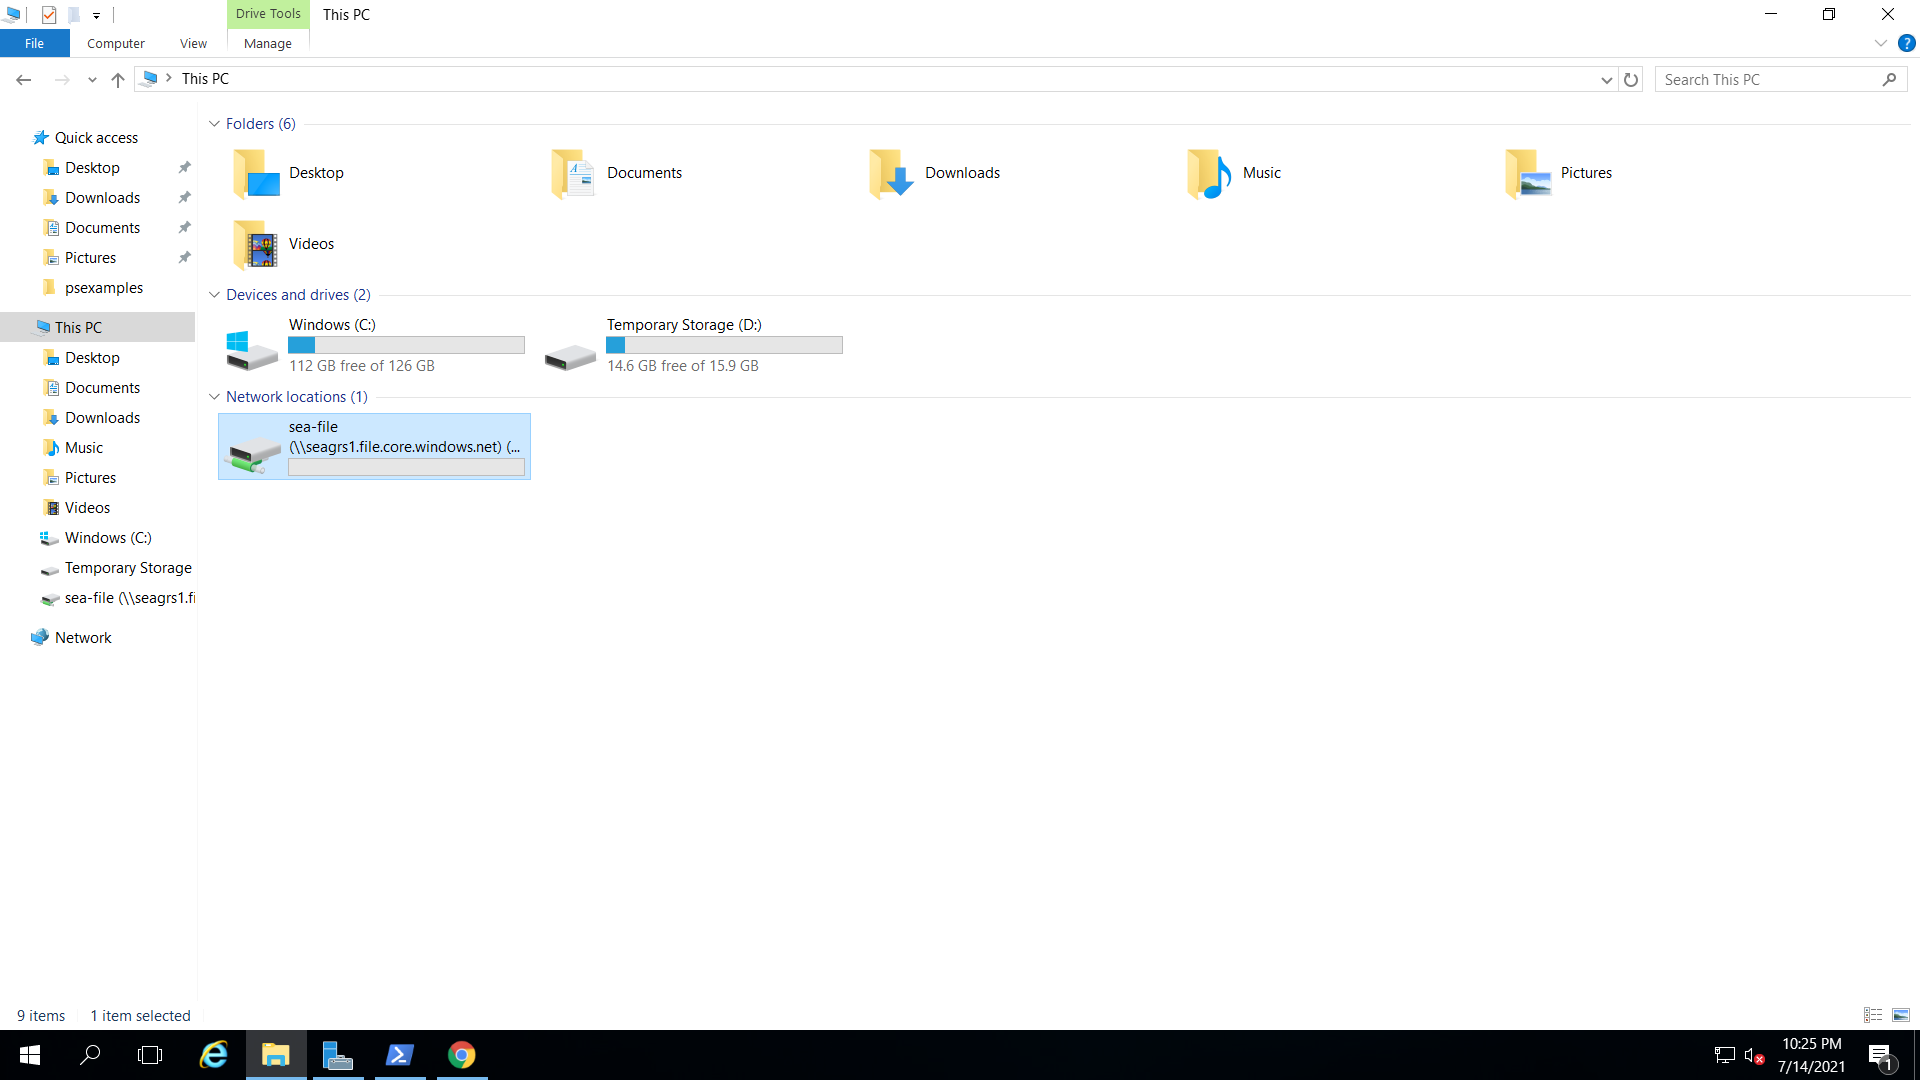 Drive Tools
This PC
File
Computer
View
Manage
This PC
Search This PC
Quick access
Desktop
Downloads
Documents
Pictures
psexamples
This PC
Desktop
Documents
Downloads
Music
Pictures
Videos
Windows (C:)
Temporary Storage
sea-file (\\seagrs1.fi
Network
Folders (6)
Desktop
Documents
Downloads
Music
Pictures
Videos
Devices and drives (2)
Windows (C:)
112 GB free of 126 GB
Temporary Storage (D:)
14.6 GB free of 15.9 GB
Network locations (1)
sea-file
(\\seagrs1.file.core.windows.net) (...
9 items
1 item selected
10:25 PM
7/14/2021
1